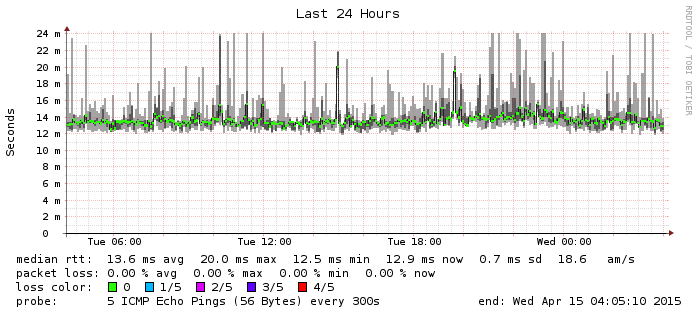 Last 24 Hours
RRDTOOL / TOBI OETIKER
Seconds
24 m
22 m
20 m
18 m
16 m
14 m
12 m
10 m
8 m
6 m
4 m
2 m
0
Tue 06:00 Tue 12:00 Tue 18:00 Wed 00:00
median rtt: 13.6 ms avg 20.0 ms max 12.5 ms min 12.9 ms now 0.7 ms sd 18.6 am/s
packet loss: 0.00 % avg 0.00 % max 0.00 % min 0.00 % now
loss color: 0 1/5 2/5 3/5 4/5
probe: 5 ICMP Echo Pings (56 Bytes) every 300s end: Wed Apr 15 04:05:10 2015